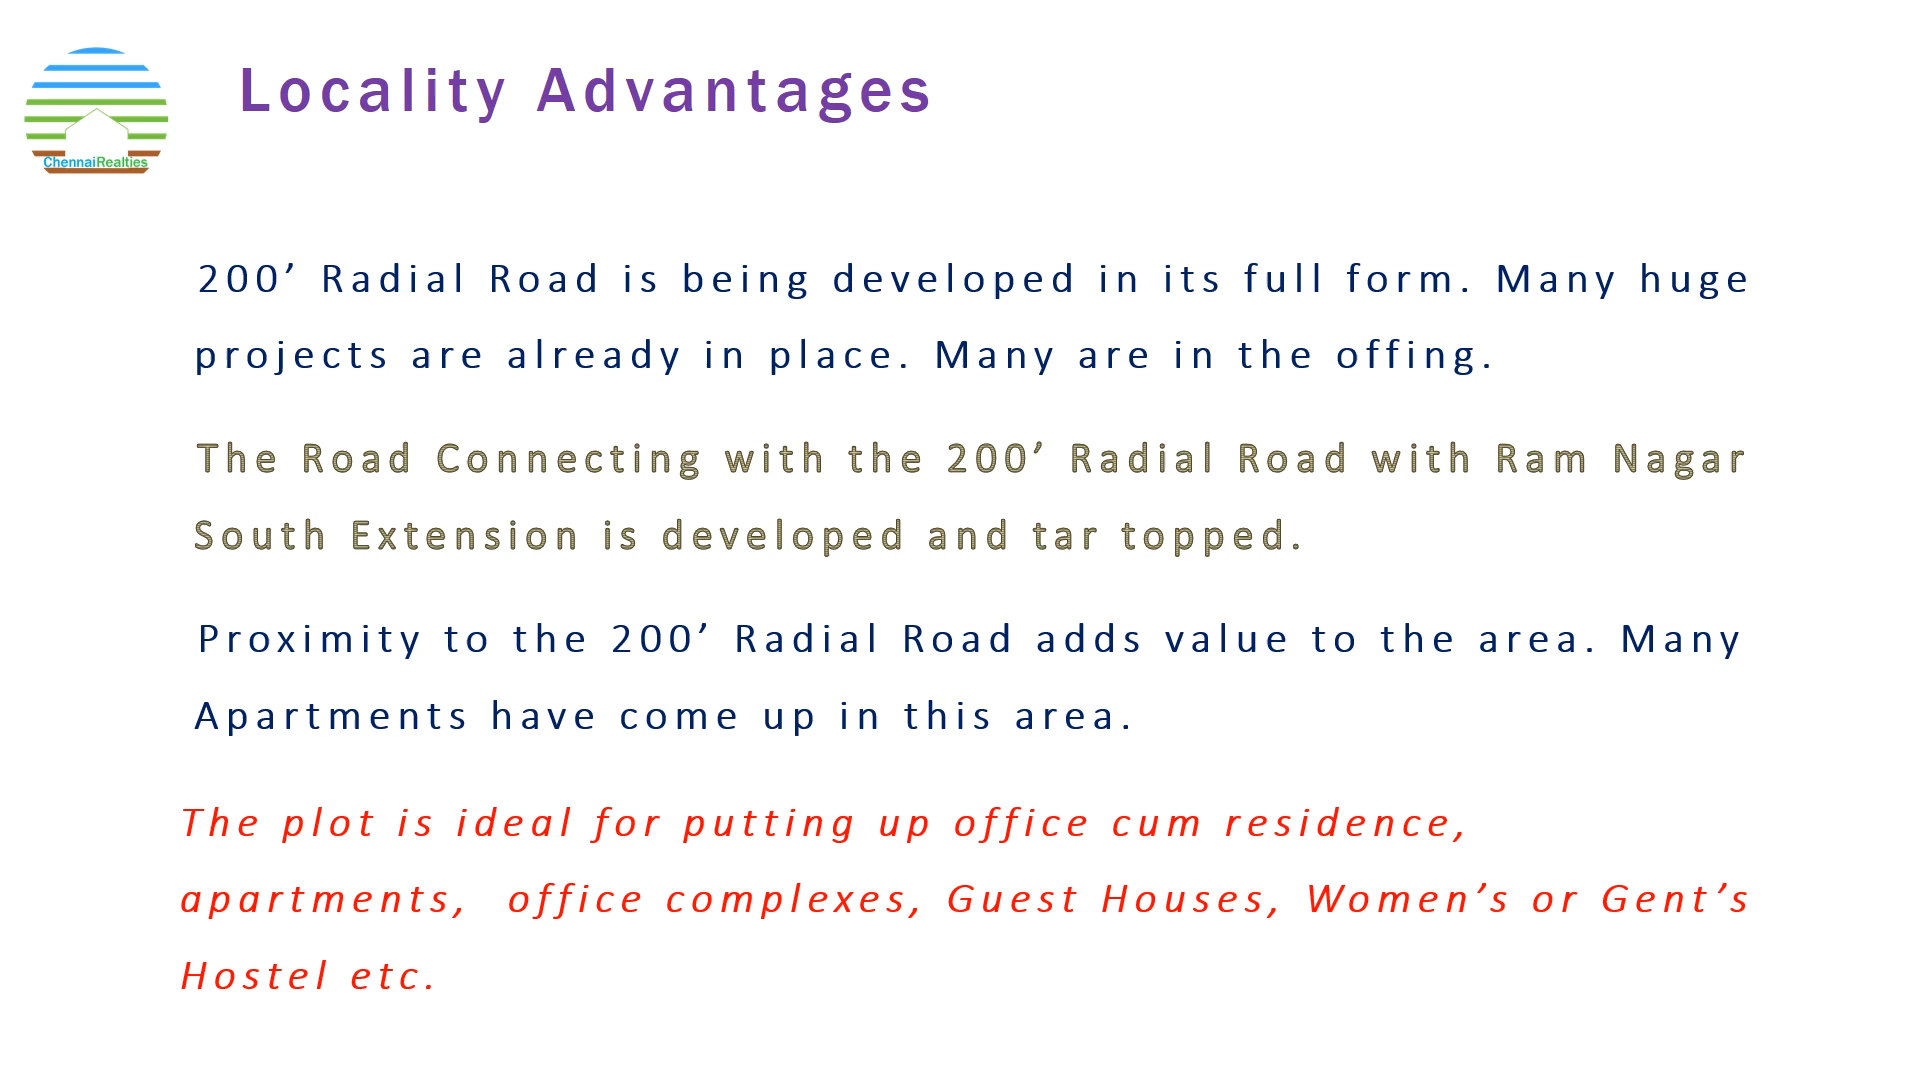 Locality Advantages
ChennaiRealties
200’ Radial Road is being developed in its full form. Many huge
projects are already in place. Many are in the offing.
The Road Connecting with the 200’ Radial Road with Ram Nagar
South Extension is developed and tar topped.
Proximity to the 200’ Radial Road adds value to the area. Many
Apartments have come up in this area.
The plot is ideal for putting up office cum residence,
apartments,  office complexes, Guest Houses, Women’s or Gent’s
Hostel etc.